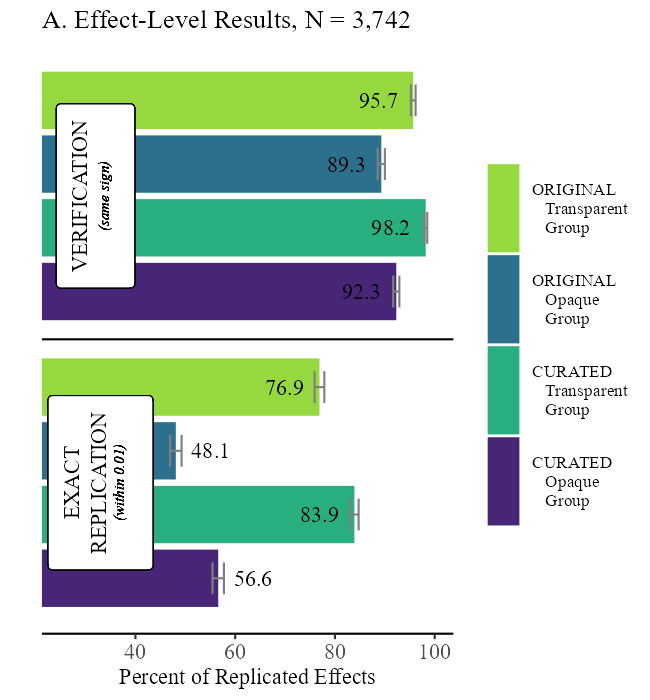 A. Effect-Level Results, N = 3,742
VERIFICATION
(same sign)
95.7
89.3
98.2
92.3
EXACT
REPLICATION
(within 0.01)
76.9
48.1
83.9
56.6
40 60 80 100
Percent of Replicated Effects
ORIGINAL
Transparent
Group
ORIGINAL
Opaque
Group
CURATED
Transparent
Group
CURATED
Opaque
Group